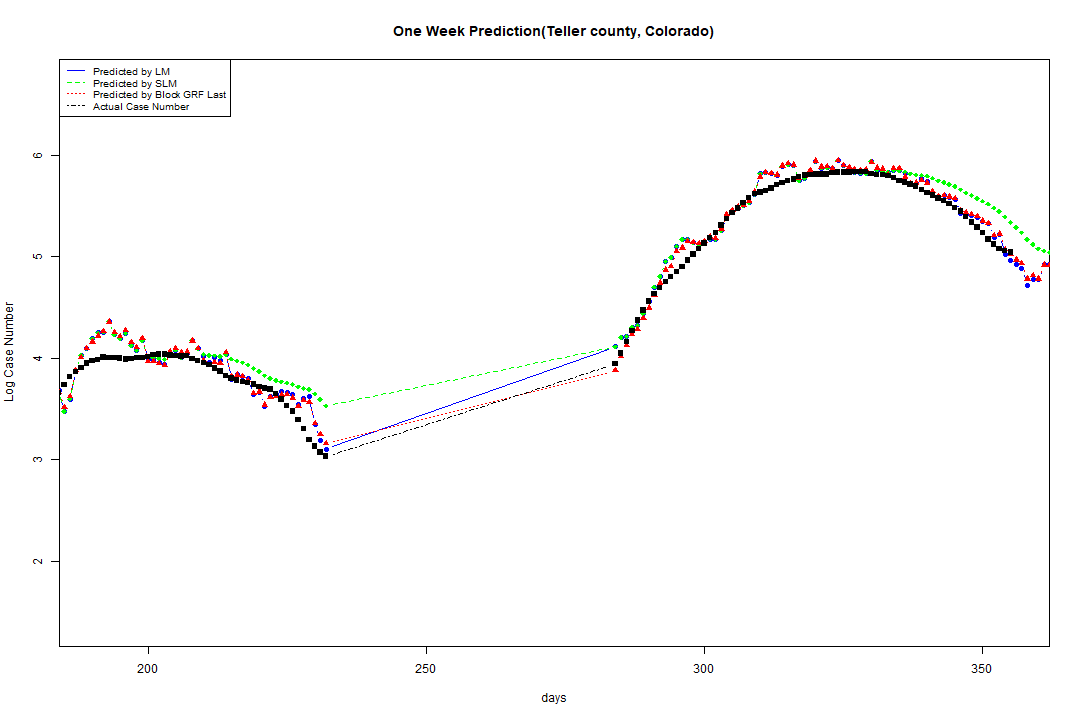 One Week Prediction(Teller county, Colorado)
Predicted by LM
Predicted by SLM
Predicted by Block GRF Last
Actual Case Number
6
5
4
3
2
Log Case Number
200 250 300 350
days